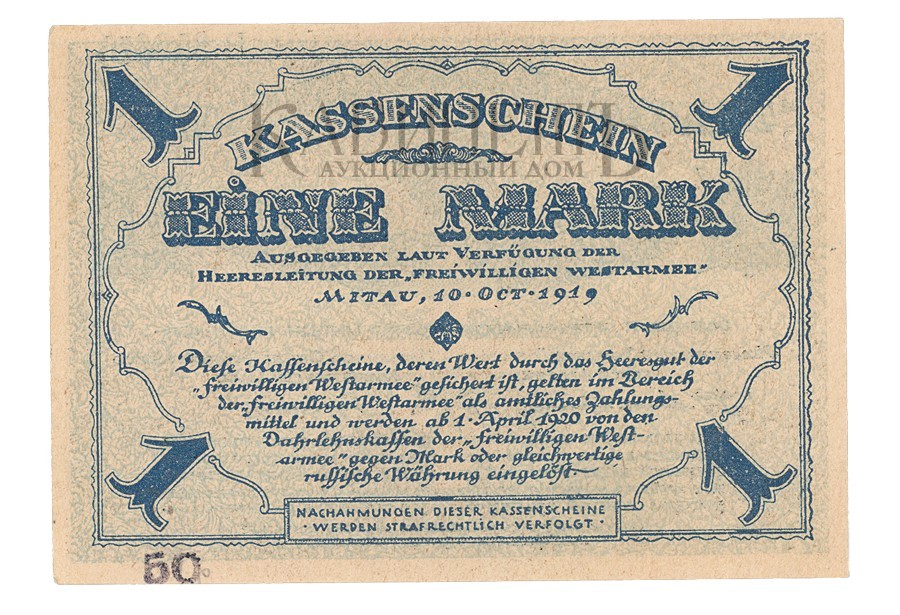 1 1
KASSENSCHEIN
КАБИНЕТЪ
АУКЦИОННЫЙ ДОМ
EINE MARK
AUSGEGEBEN LAUT VERFÜGUNG DER
HEERESLEITUNG DER „FREIWILLIGEN WESTARMEE"
MITAU, 10·OCT·1919
Diese Kassenscheine, deren Wert durch das Heeresgut der
„freiwilligen Westarmee" gesichert ist, gelten im Bereich
der „freiwilligen Westarmee" als amtliches Zahlungs-
mittel und werden ab 1·April 1920 von den
Dahrlehnskassen der „freiwilligen West-
armee" gegen Mark oder gleichwertige
russische Währung eingelöst·
1 1
NACHAHMUNGEN DIESER KASSENSCHEINE
· WERDEN STRAFRECHTLICH VERFOLGT ·
50